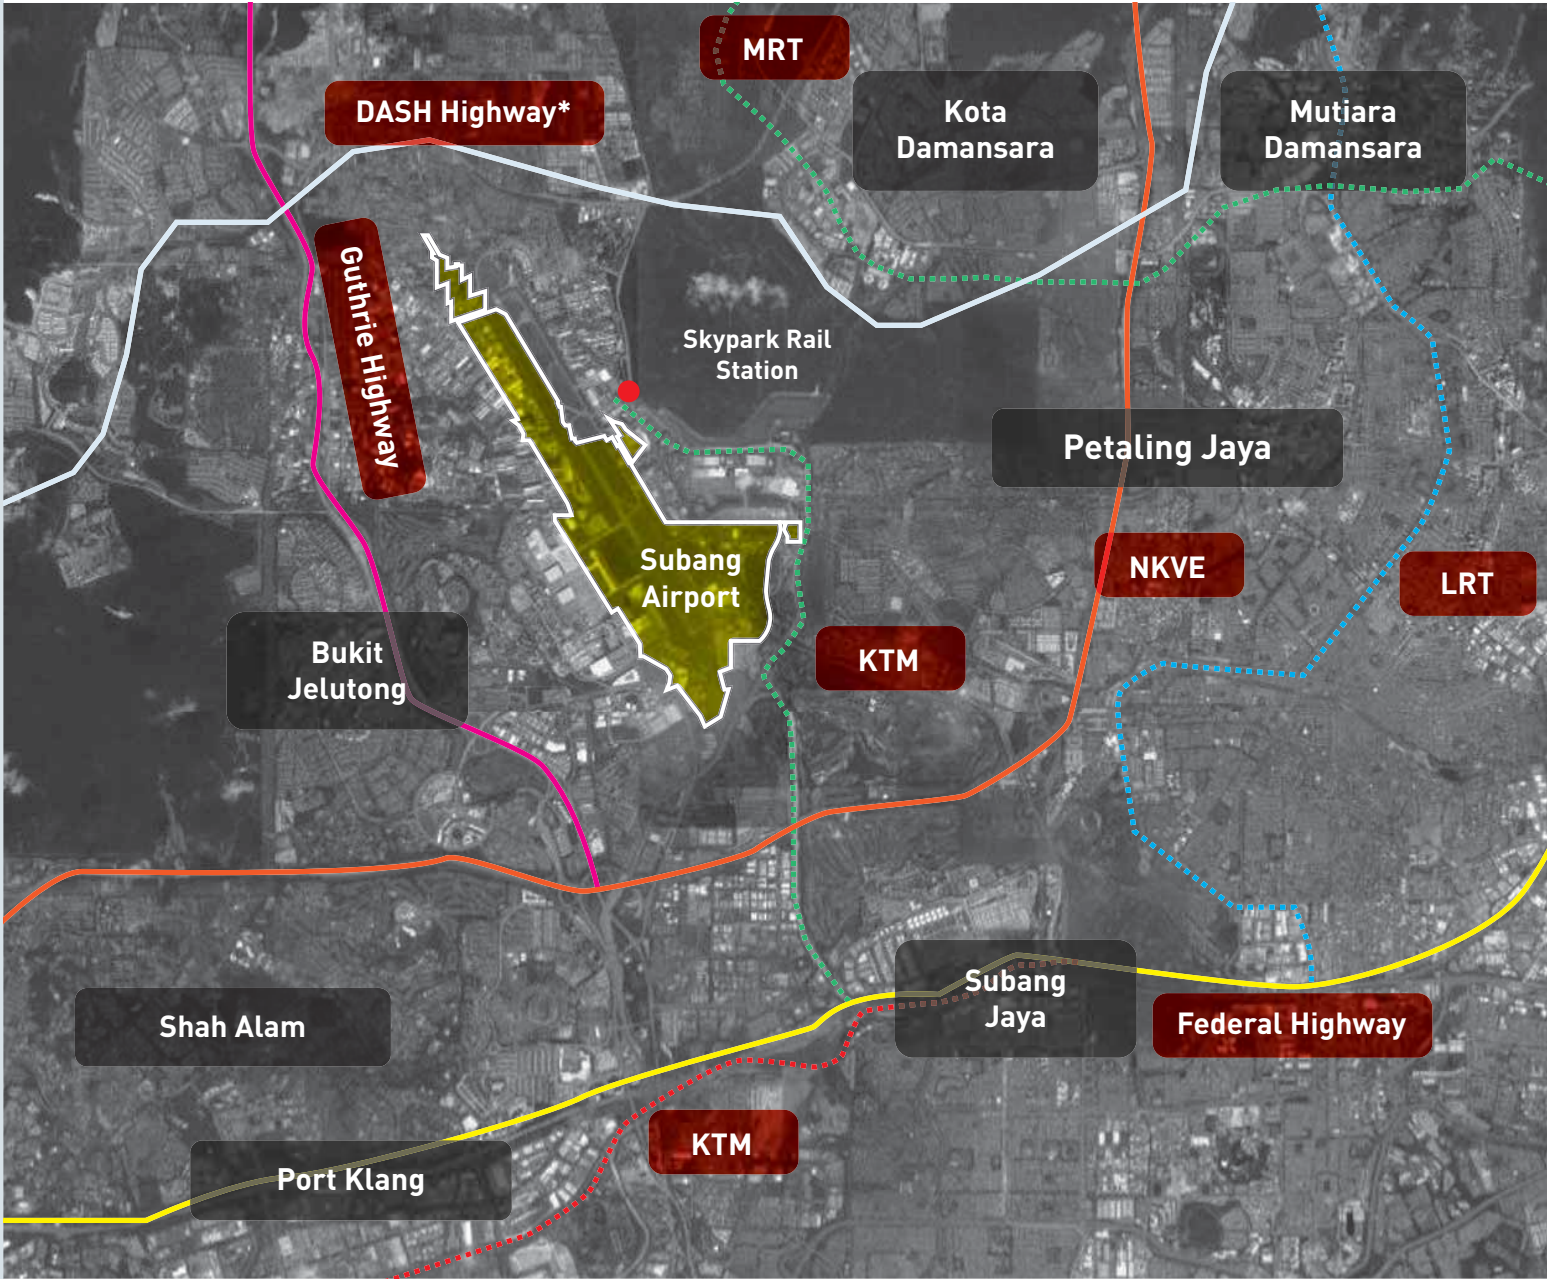 MRT
DASH Highway*
Kota
Damansara
Mutiara
Damansara
Guthrie Highway
Skypark Rail
Station
Petaling Jaya
Subang
Airport
NKVE
LRT
Bukit
Jelutong
KTM
Subang
Jaya
Shah Alam
Federal Highway
KTM
Port Klang